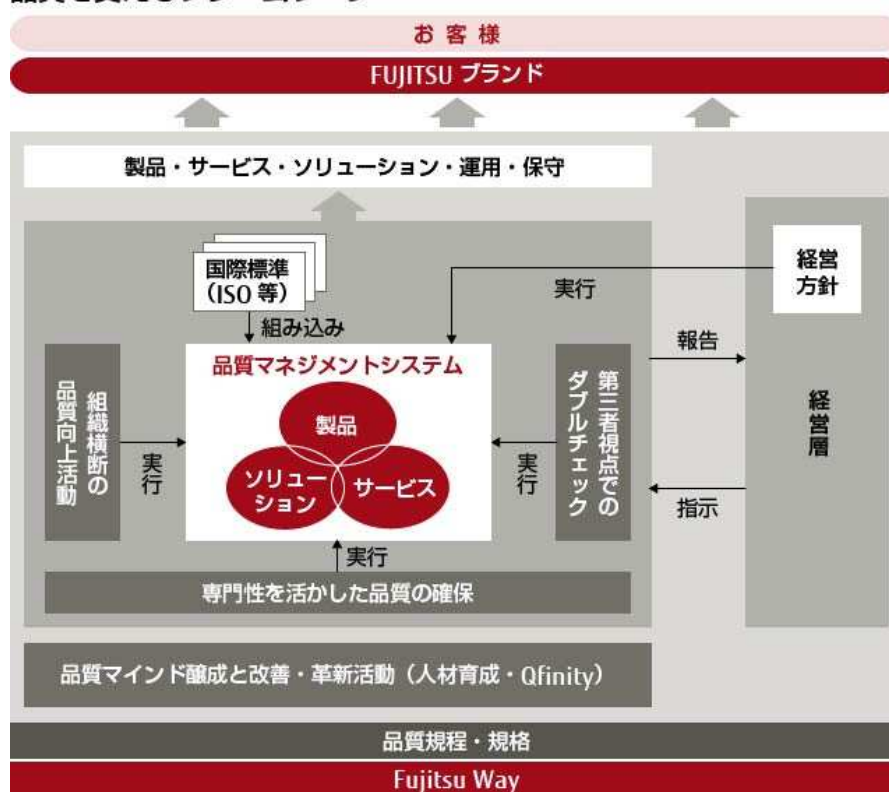 お客様
FUJITSU ブランド
製品・サービス・ソリューション・運用・保守
国際標準
(ISO 等)
組み込み
実行
経営
方針
品質マネジメントシステム
製品
ソリュー
ション
サービス
組織横断の
品質向上活動
実行
第三者視点での
ダブルチェック
実行
報告
指示
経営層
実行
専門性を活かした品質の確保
品質マインド醸成と改善・革新活動（人材育成・Qfinity）
品質規程・規格
Fujitsu Way